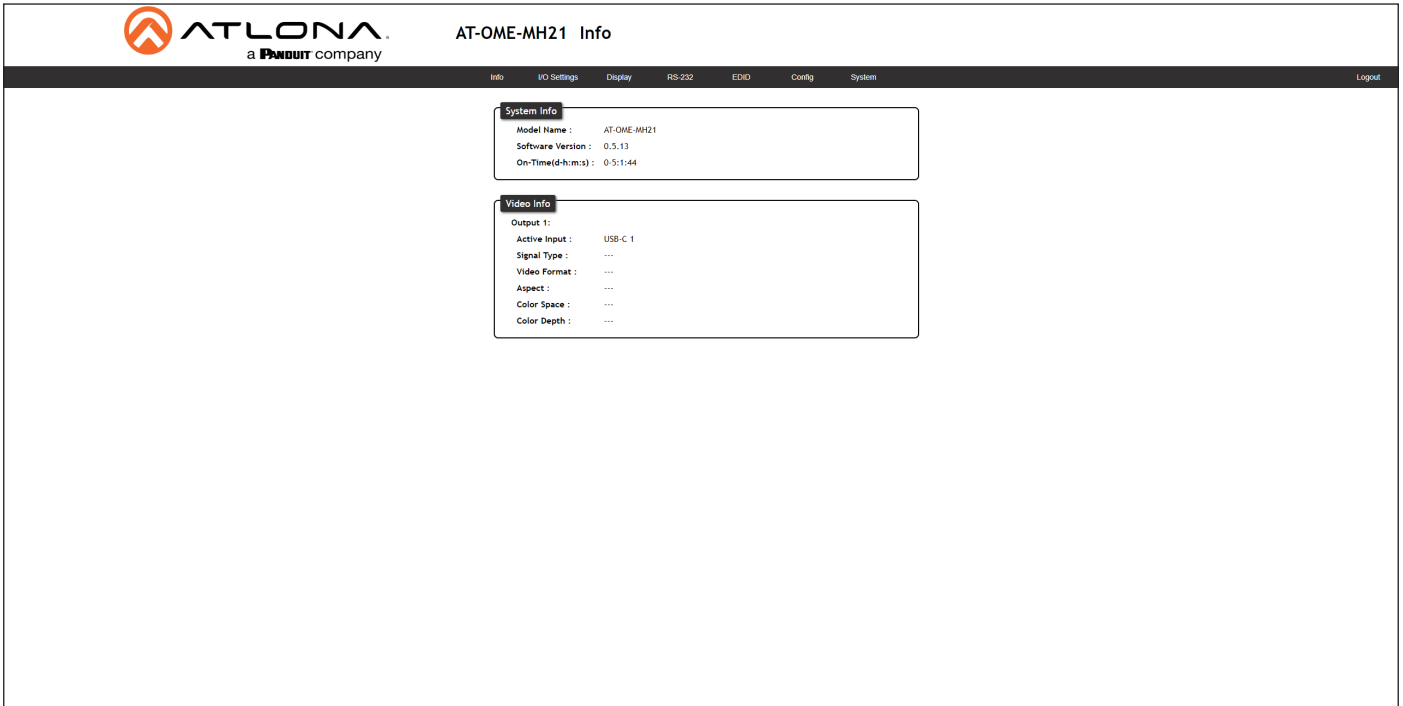 ATLONA.
a PANDUIT company
AT-OME-MH21 Info
Info I/O Settings Display RS-232 EDID Config System Logout
System Info
Model Name : AT-OME-MH21
Software Version : 0.5.13
On-Time(d-h:m:s) : 0-5:1:44
Video Info
Output 1:
Active Input : USB-C 1
Signal Type : ---
Video Format : ---
Aspect : ---
Color Space : ---
Color Depth : ---